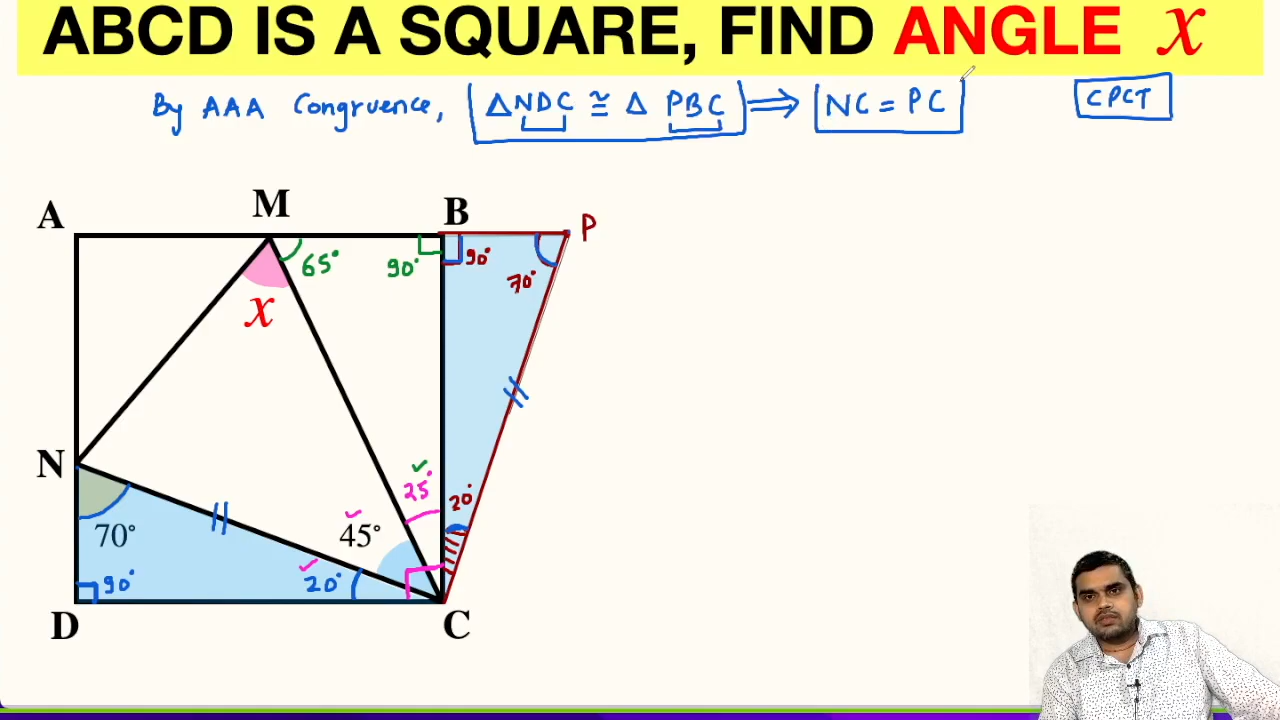 ABCD IS A SQUARE, FIND ANGLE x
By AAA Congruence, △NDC ≅ △ PBC ⟹ NC = PC CPCT
A M B P
65° 90° 90° 70°
x
N 25° 20°
70° 45°
90° 20°
D C